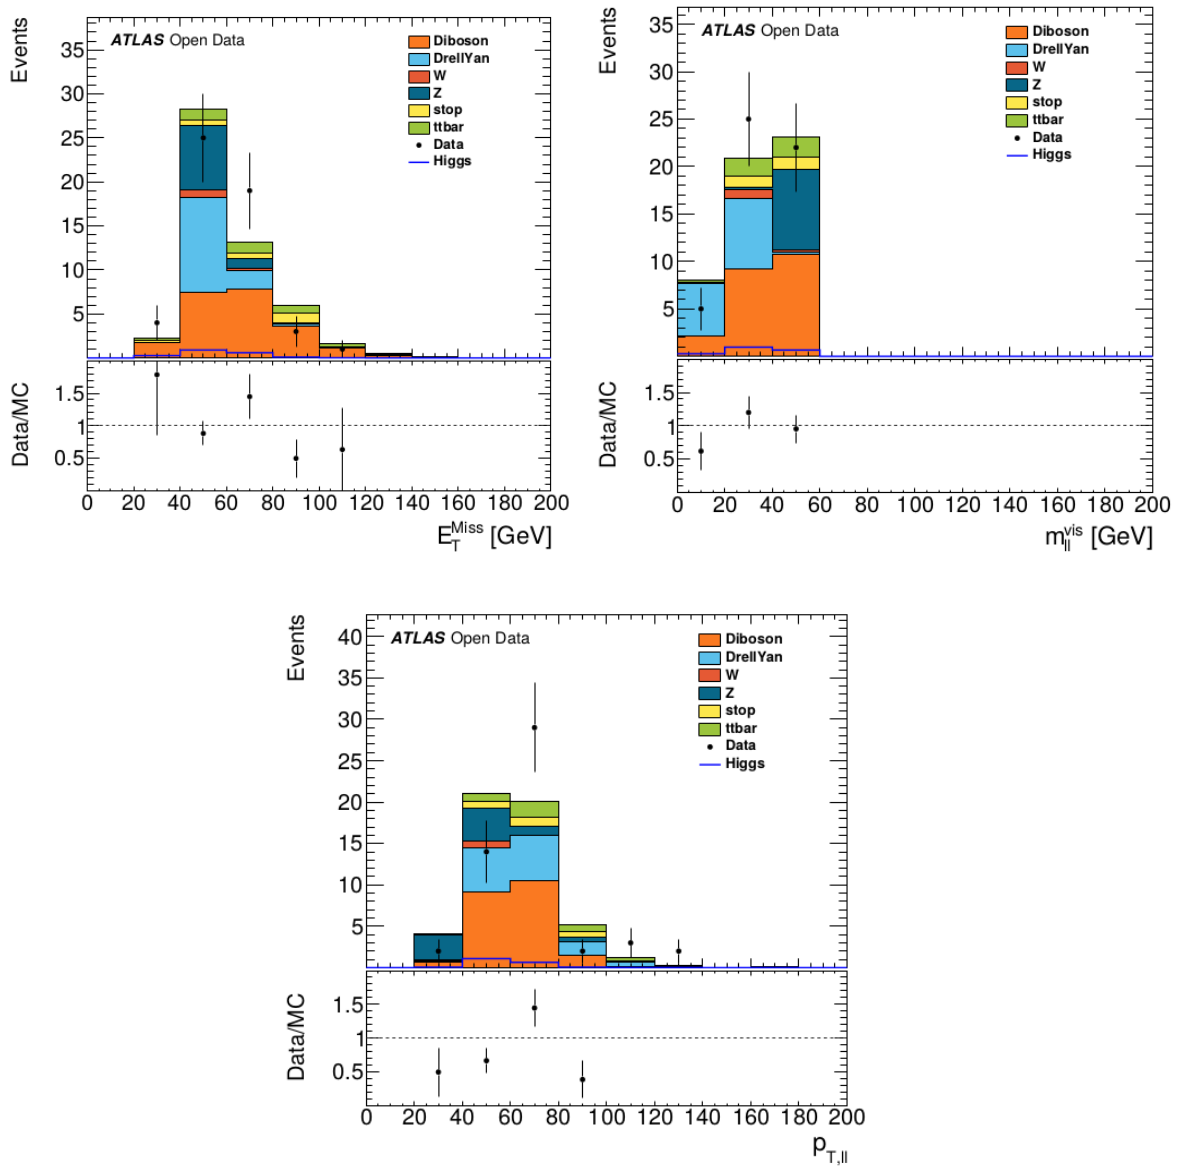 ATLAS Open Data
Events
35
30
25
20
15
10
5
Diboson
DrellYan
W
Z
stop
ttbar
Data
Higgs
Data/MC
1.5
1
0.5
0 20 40 60 80 100 120 140 160 180 200
E_T^Miss [GeV]
ATLAS Open Data
Events
35
30
25
20
15
10
5
Diboson
DrellYan
W
Z
stop
ttbar
Data
Higgs
Data/MC
1.5
1
0.5
0 20 40 60 80 100 120 140 160 180 200
m_ll^vis [GeV]
ATLAS Open Data
Events
40
35
30
25
20
15
10
5
Diboson
DrellYan
W
Z
stop
ttbar
Data
Higgs
Data/MC
1.5
1
0.5
0 20 40 60 80 100 120 140 160 180 200
p_T,ll